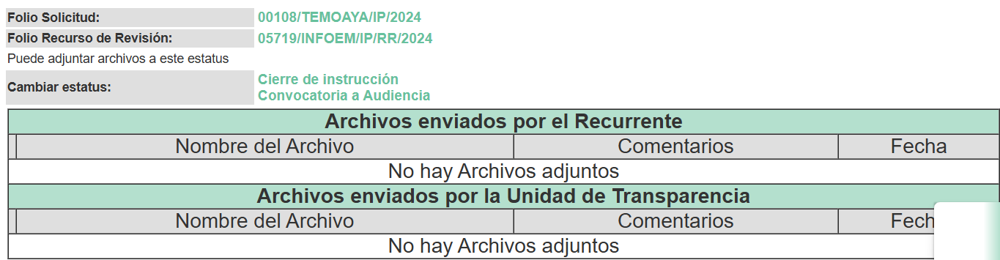 Folio Solicitud: 00108/TEMOAYA/IP/2024
Folio Recurso de Revisión: 05719/INFOEM/IP/RR/2024
Puede adjuntar archivos a este estatus
Cambiar estatus: Cierre de instrucción
Convocatoria a Audiencia
Archivos enviados por el Recurrente
Nombre del Archivo Comentarios Fecha
No hay Archivos adjuntos
Archivos enviados por la Unidad de Transparencia
Nombre del Archivo Comentarios Fech
No hay Archivos adjuntos